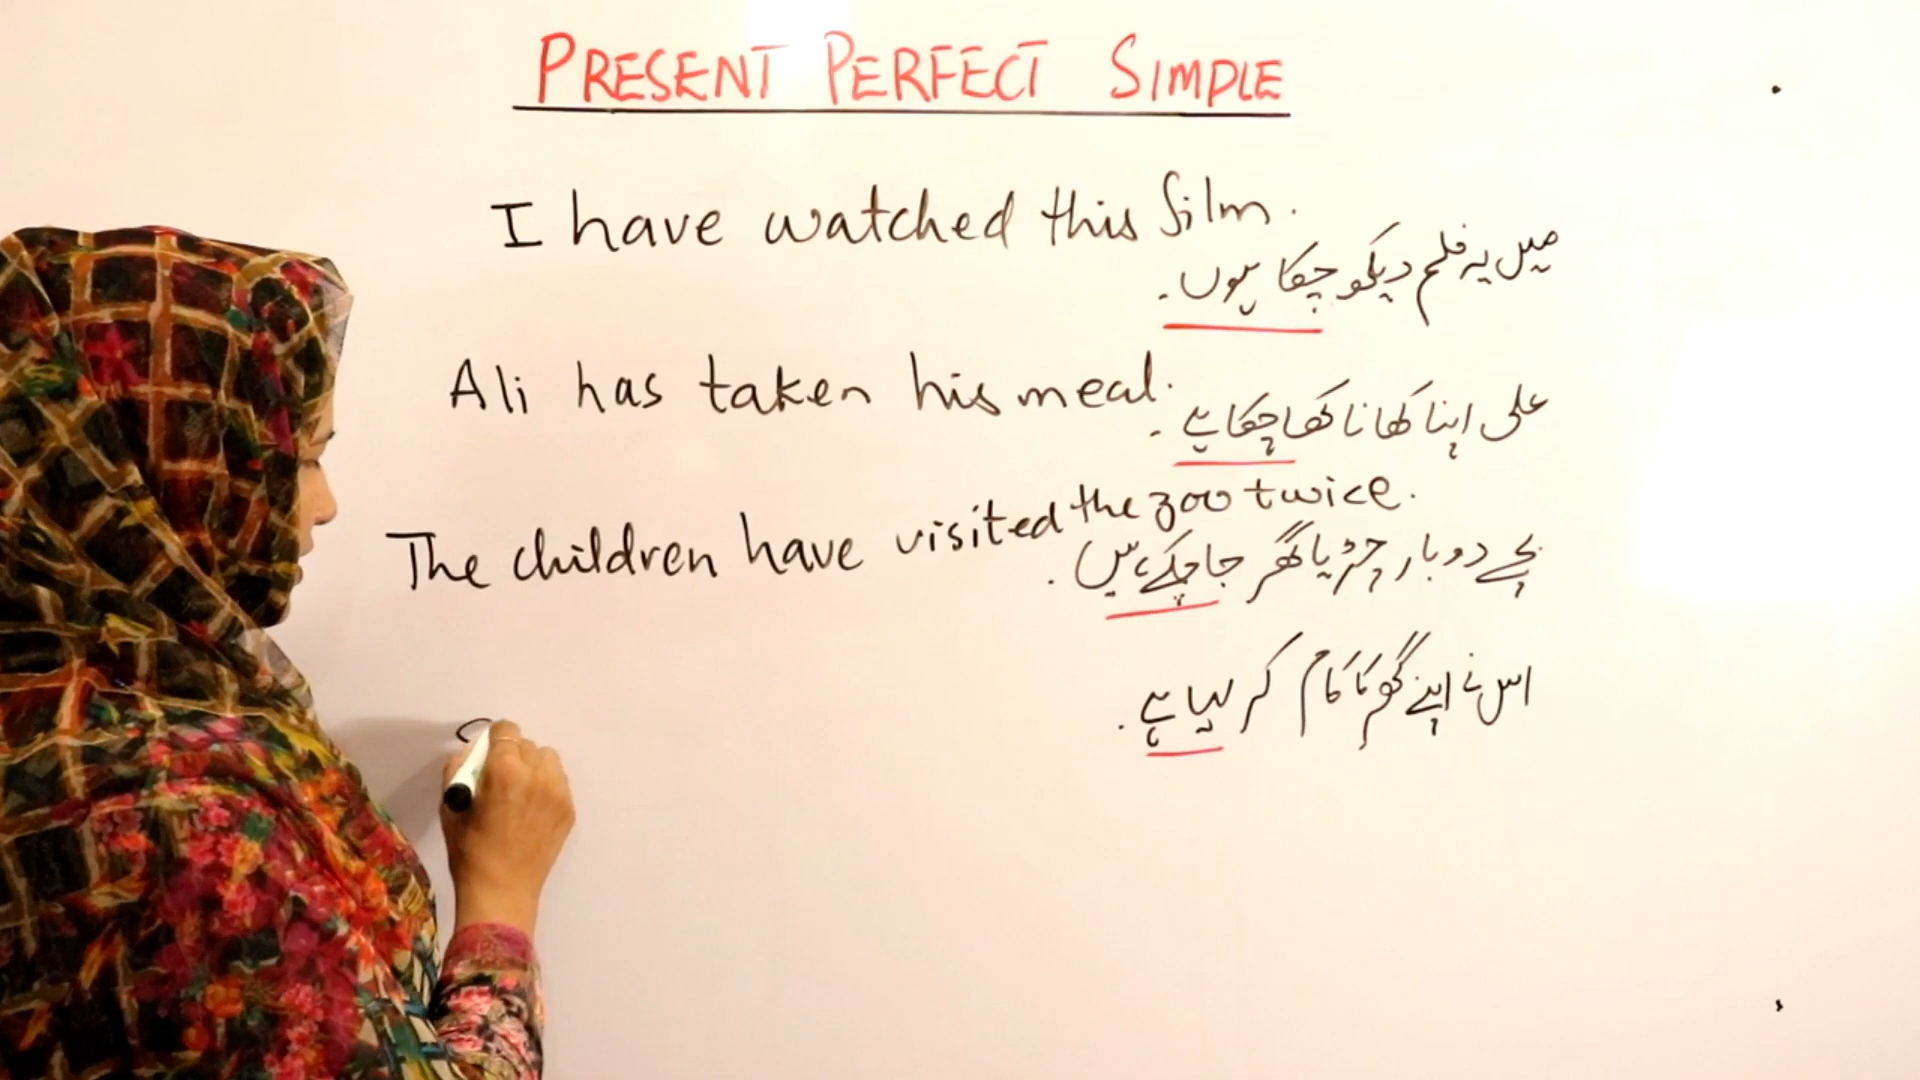 PRESENT PERFECT SIMPLE
I have watched this film.
میں یہ فلم دیکھ چکا ہوں۔
Ali has taken his meal.
علی اپنا کھانا کھا چکا ہے۔
The children have visited the zoo twice.
بچے دو بار چڑیا گھر جا چکے ہیں۔
اس نے اپنے گھر کا کام کر لیا ہے۔